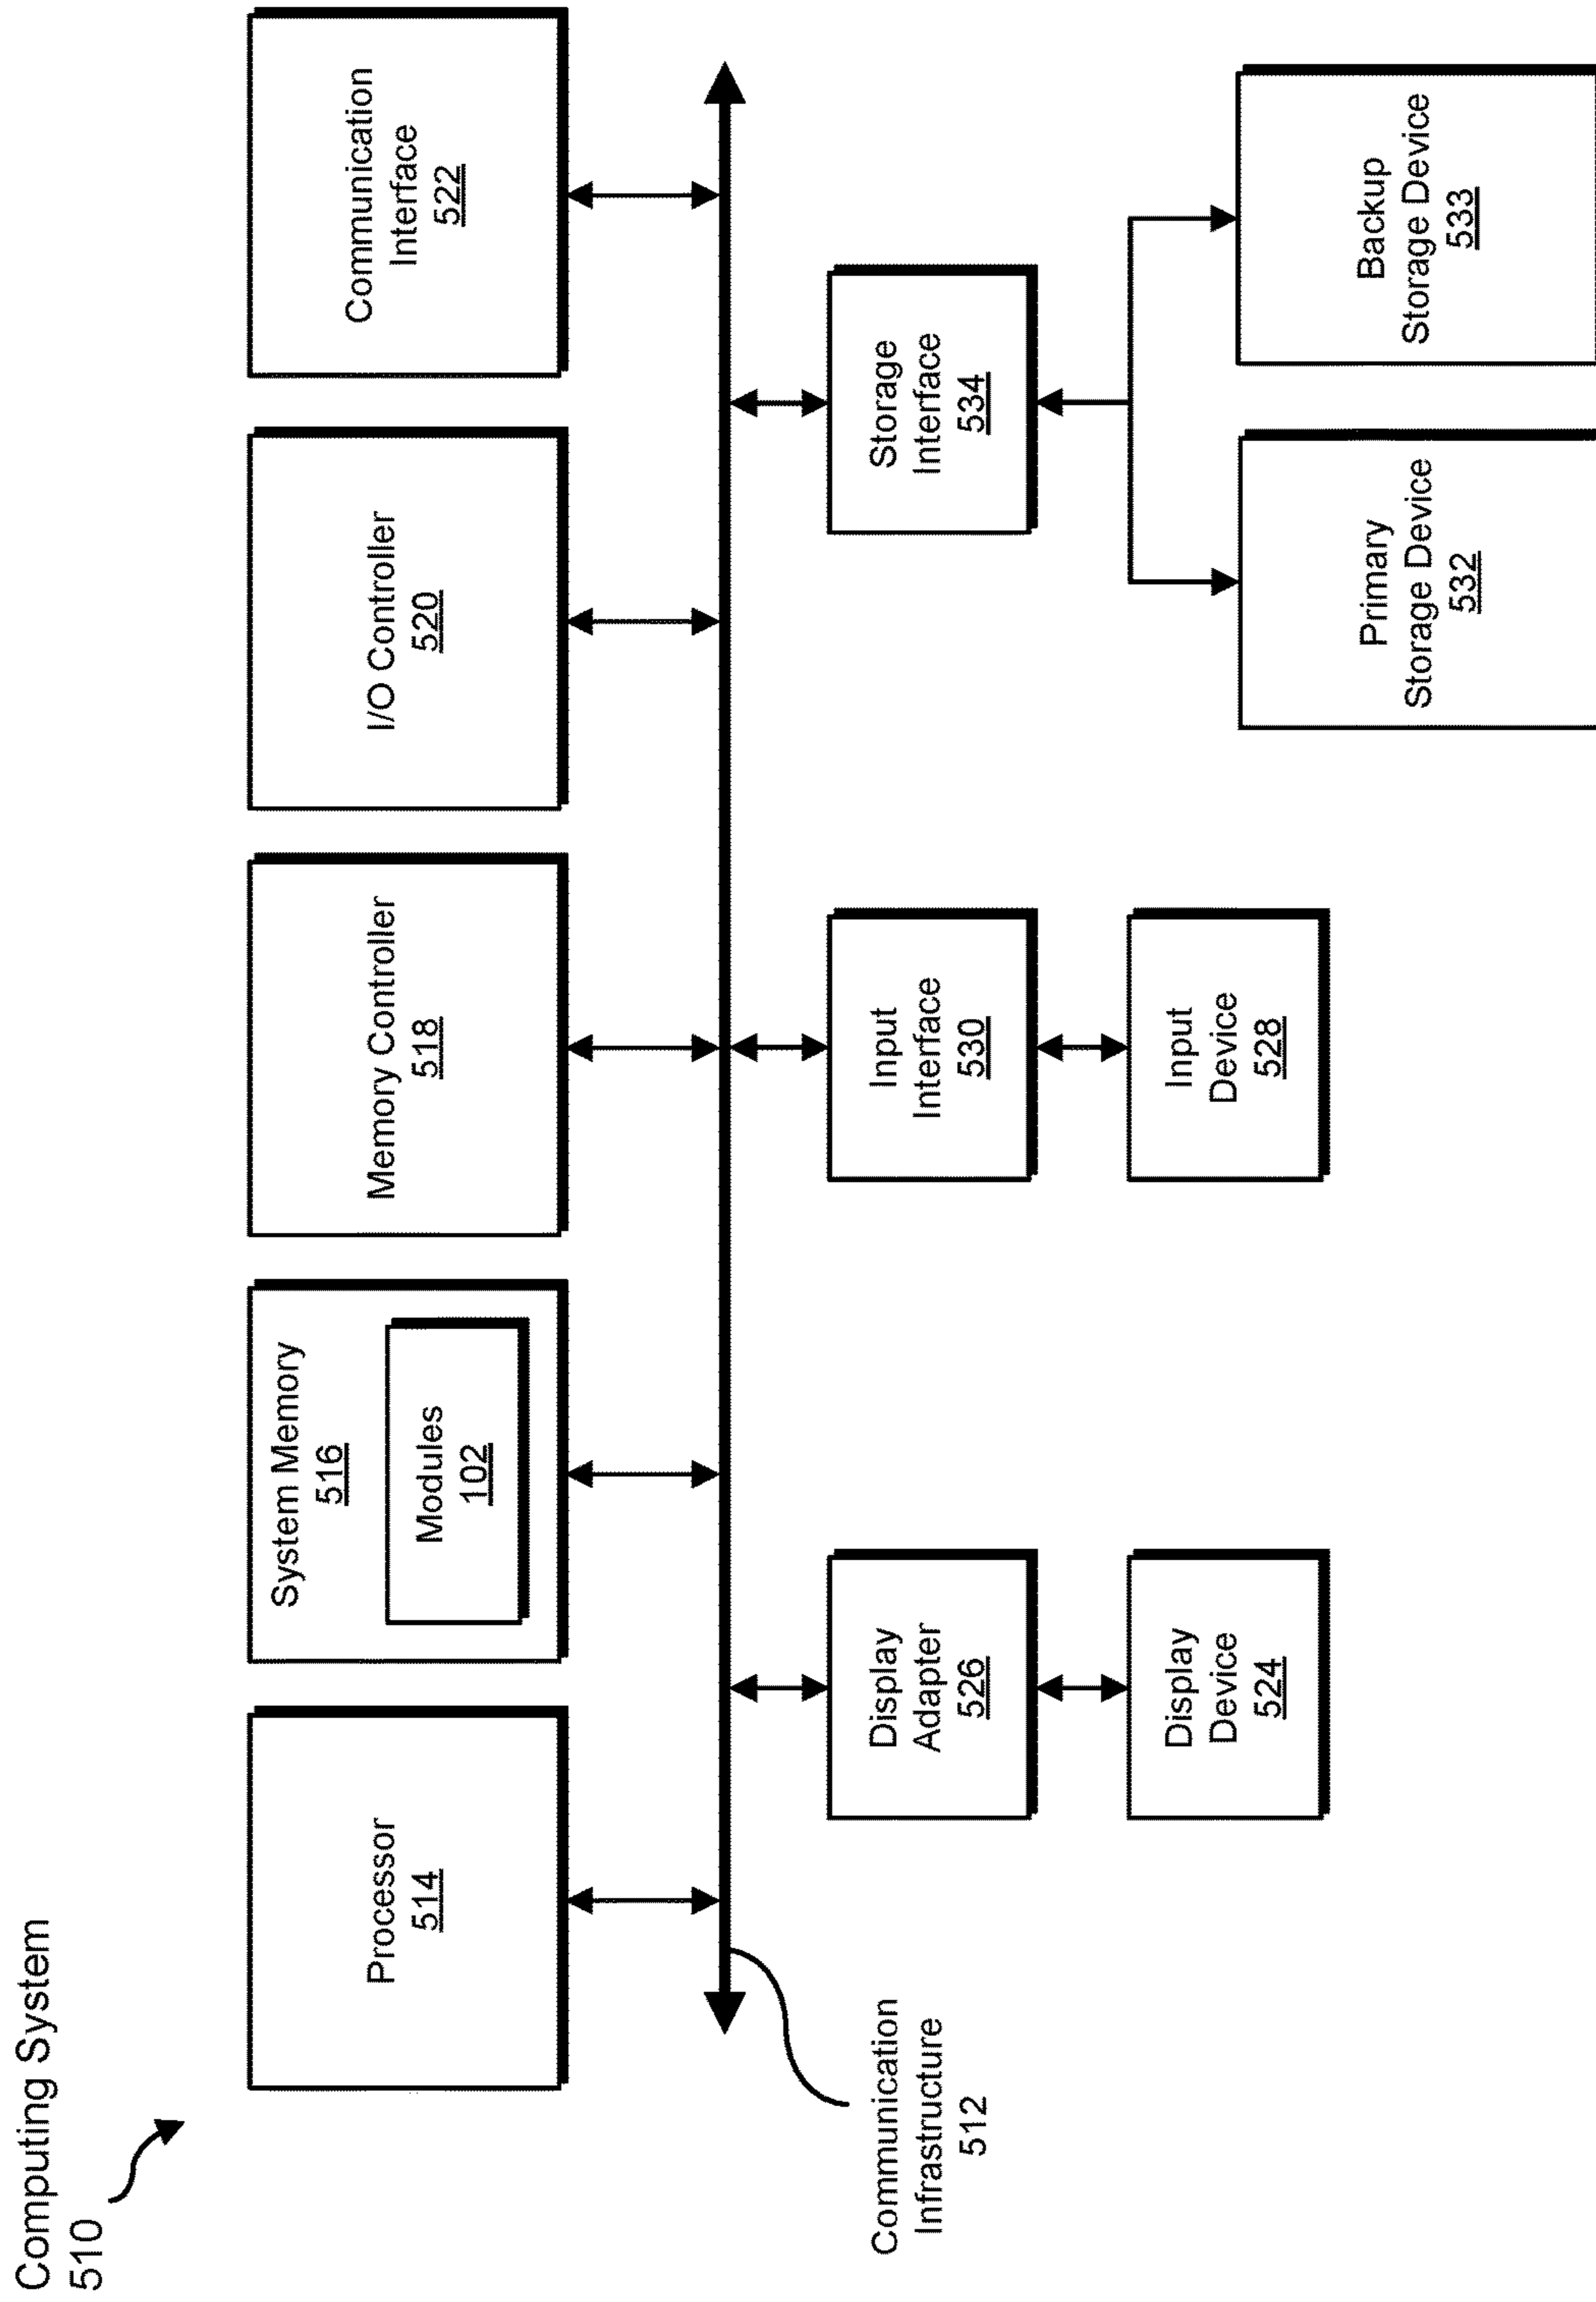 Computing System
510
Processor
514
System Memory
516
Modules
102
Memory Controller
518
I/O Controller
520
Communication
Interface
522
Communication
Infrastructure
512
Display
Adapter
526
Input
Interface
530
Storage
Interface
534
Display
Device
524
Input
Device
528
Primary
Storage Device
532
Backup
Storage Device
533